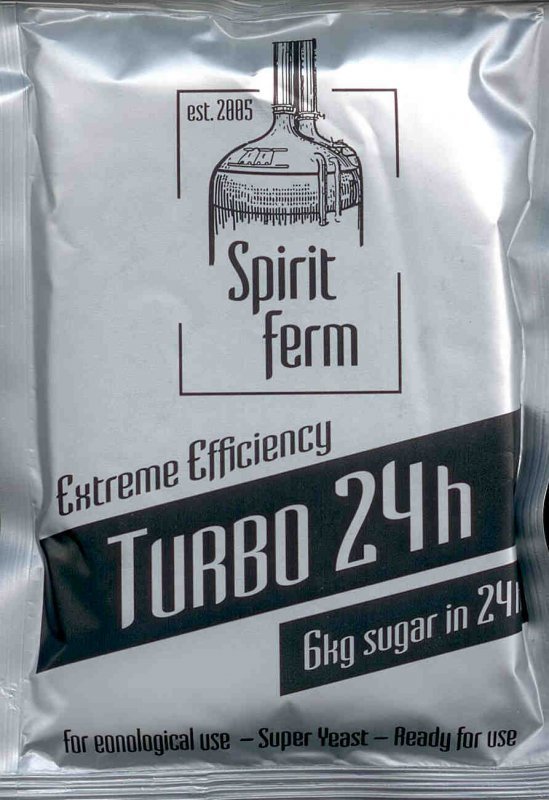 est. 2005
Spirit
ferm
Extreme Efficiency
TURBO 24h
6kg sugar in 24h
for eonological use – Super Yeast – Ready for use